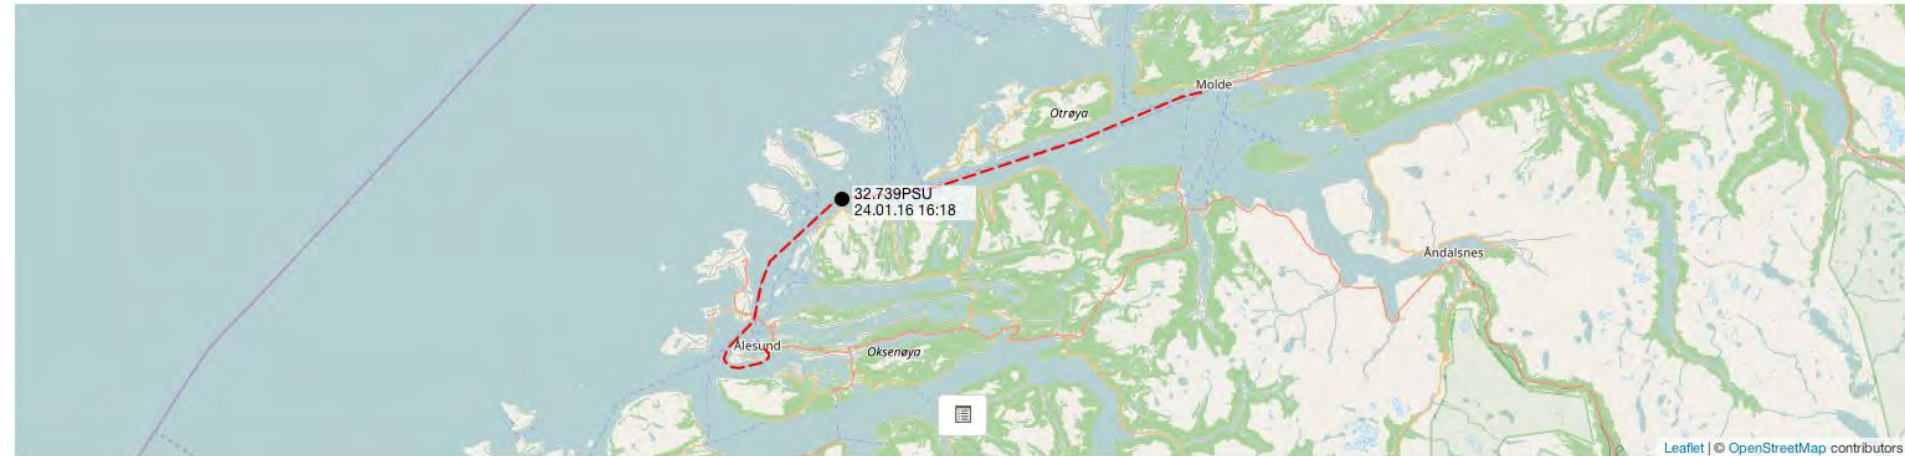 Molde
Otrøya
32.739PSU
24.01.16 16:18
Åndalsnes
Ålesund
Oksenøya
Leaflet | © OpenStreetMap contributors